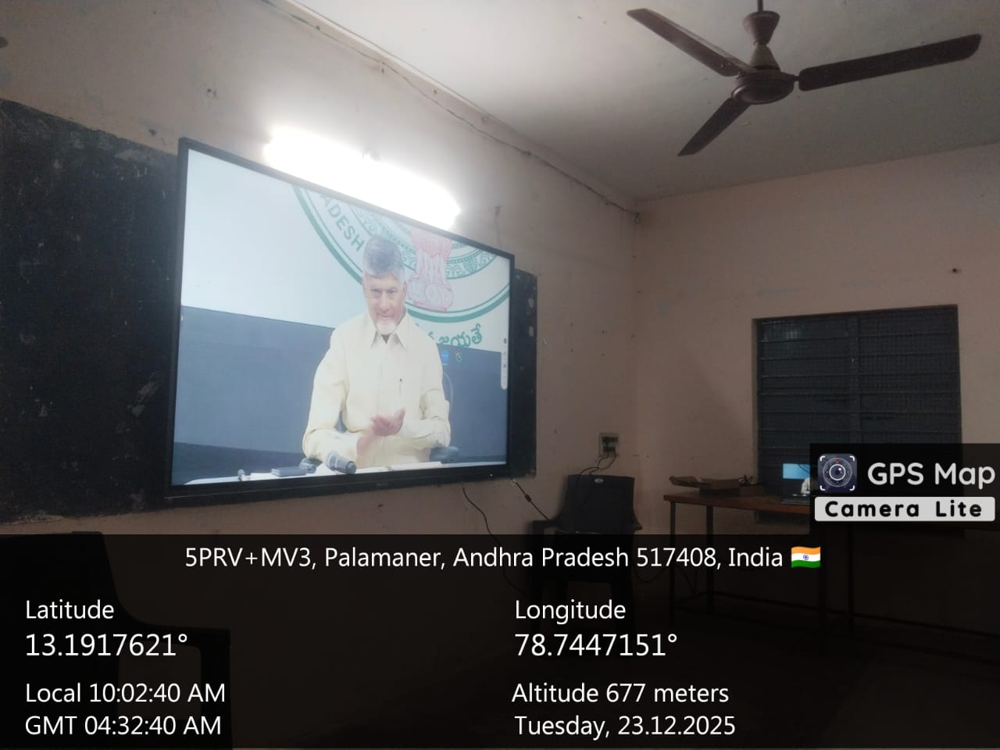 ADESH
జయతే
GPS Map
Camera Lite
5PRV+MV3, Palamaner, Andhra Pradesh 517408, India
Latitude
13.1917621°
Longitude
78.7447151°
Local 10:02:40 AM
GMT 04:32:40 AM
Altitude 677 meters
Tuesday, 23.12.2025